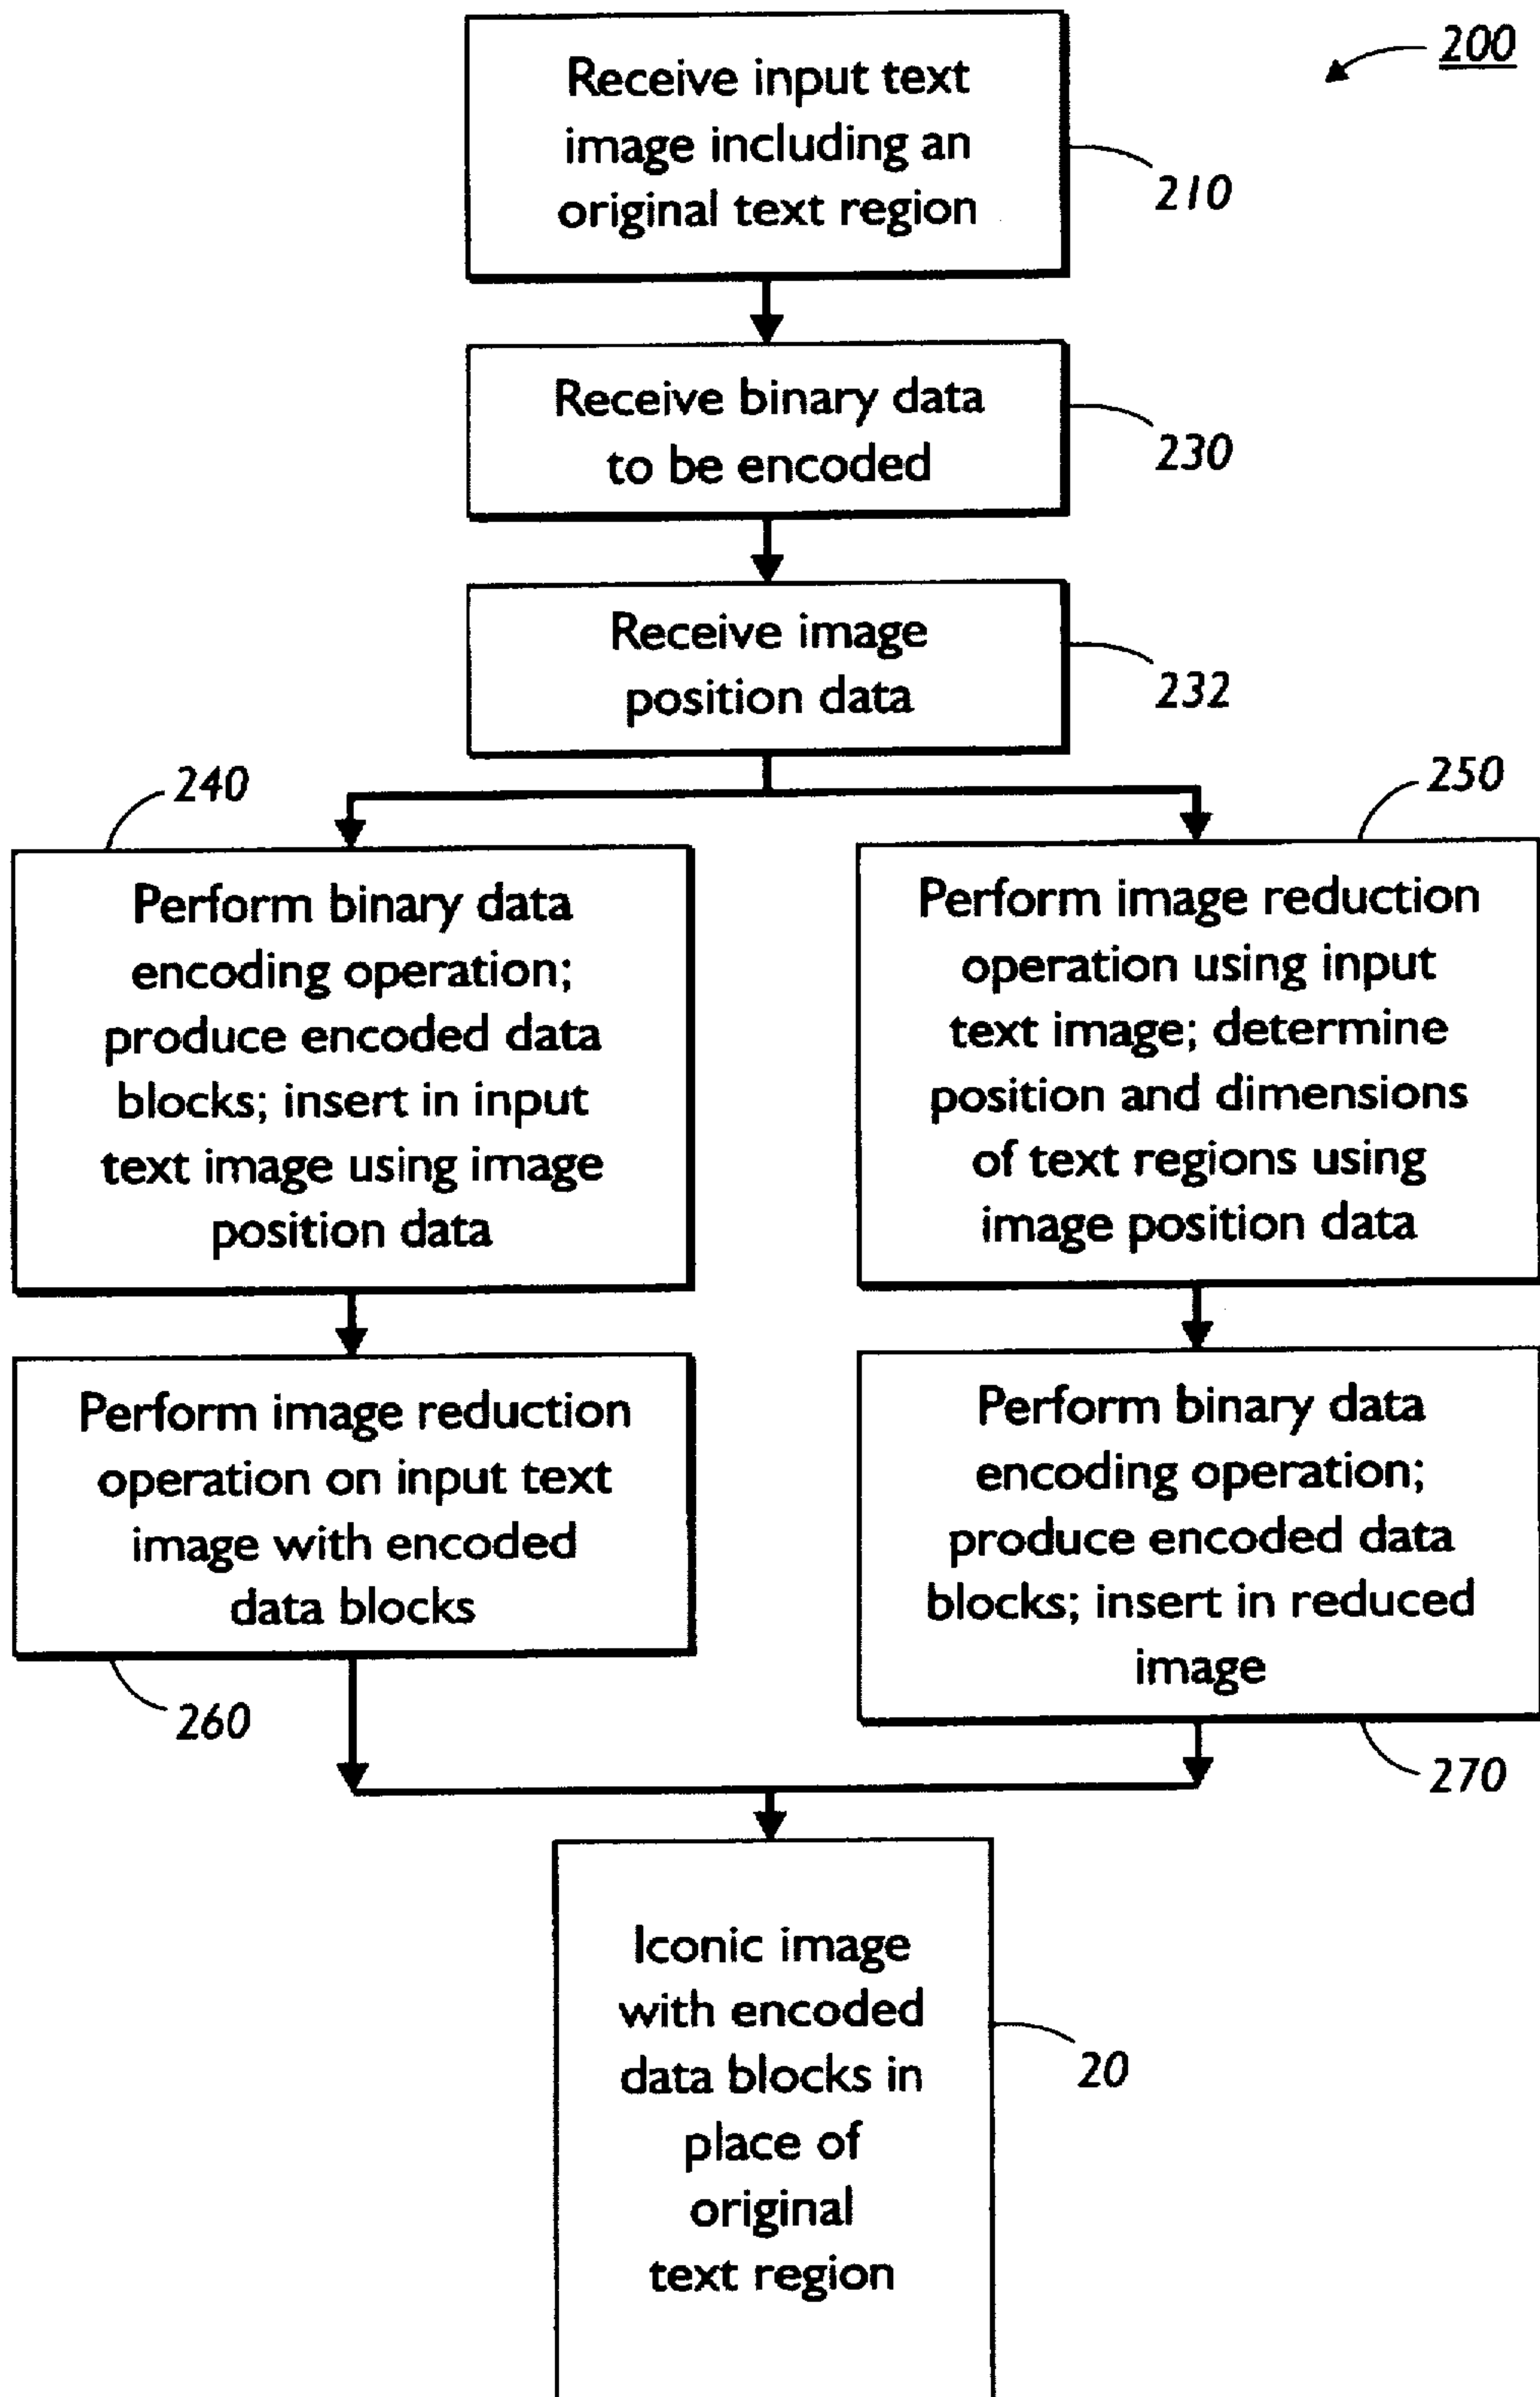 200
Receive input text
image including an
original text region
210
Receive binary data
to be encoded
230
Receive image
position data
232
240
250
Perform binary data
encoding operation;
produce encoded data
blocks; insert in input
text image using image
position data
Perform image reduction
operation using input
text image; determine
position and dimensions
of text regions using
image position data
Perform image reduction
operation on input text
image with encoded
data blocks
260
Perform binary data
encoding operation;
produce encoded data
blocks; insert in reduced
image
270
Iconic image
with encoded
data blocks in
place of
original
text region
20